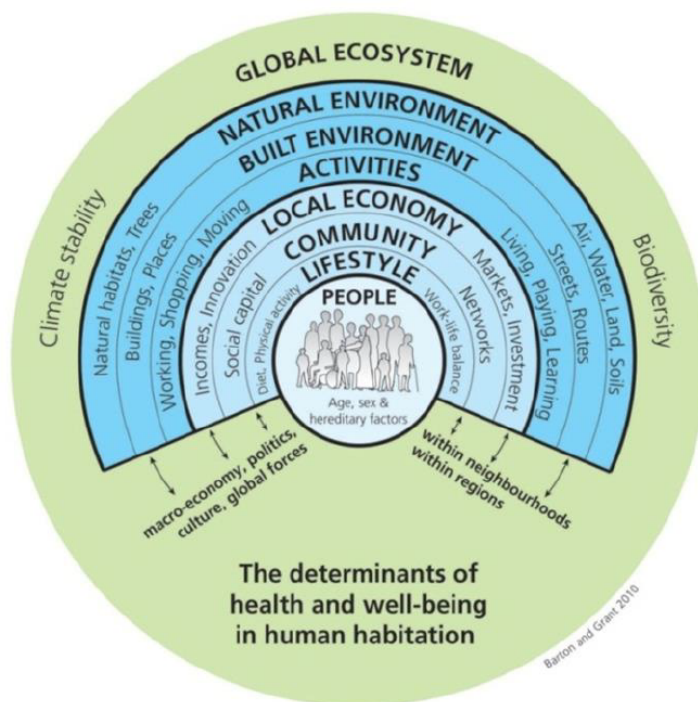 GLOBAL ECOSYSTEM
NATURAL ENVIRONMENT
BUILT ENVIRONMENT
ACTIVITIES
LOCAL ECONOMY
COMMUNITY
LIFESTYLE
PEOPLE
Age, sex &
hereditary factors
Climate stability
Natural habitats, Trees
Buildings, Places
Working, Shopping, Moving
Incomes, Innovation
Social capital
Diet, Physical activity
Work-life balance
Networks
Markets, Investment
Living, Playing, Learning
Streets, Routes
Air, Water, Land, Soils
Biodiversity
macro-economy, politics,
culture, global forces
within neighbourhoods
within regions
The determinants of
health and well-being
in human habitation
Barton and Grant 2010